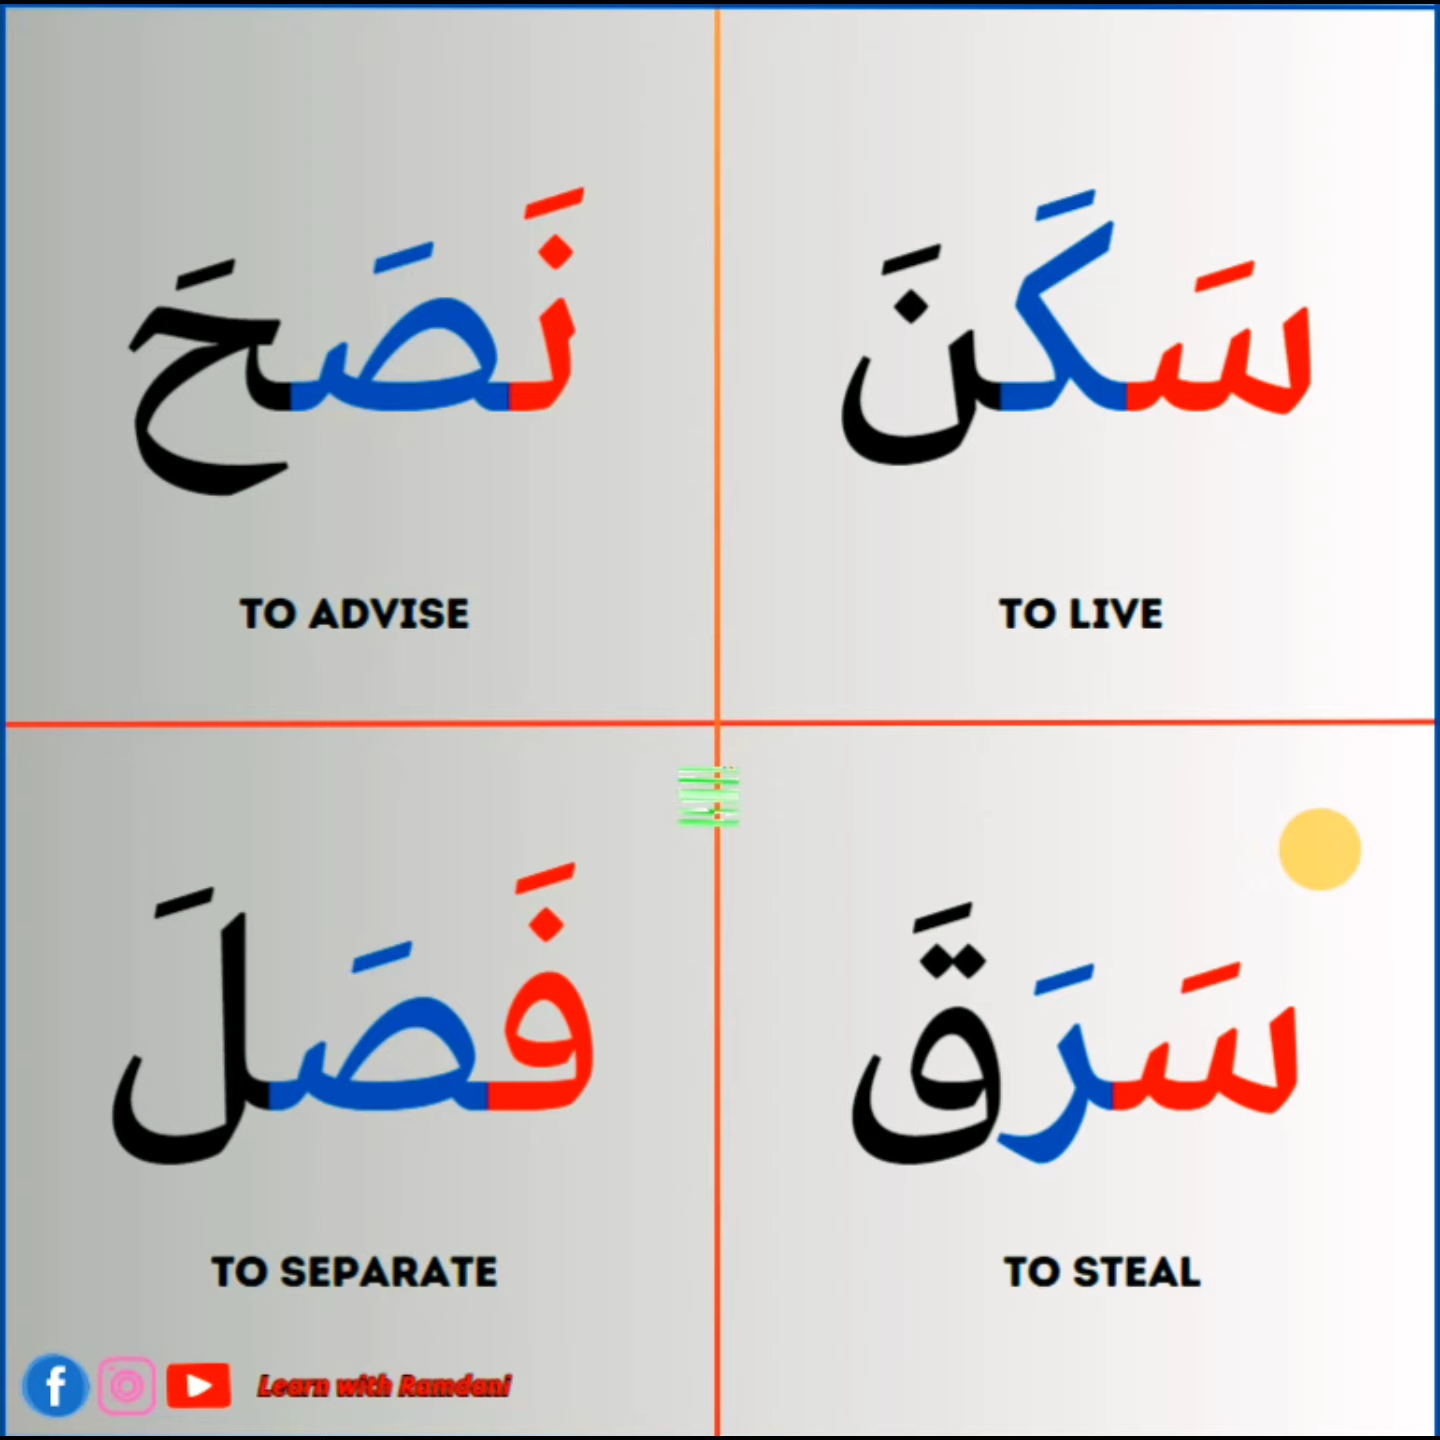 نَصَحَ
TO ADVISE
سَكَنَ
TO LIVE
فَصَلَ
TO SEPARATE
سَرَقَ
TO STEAL
Learn with Ramdani